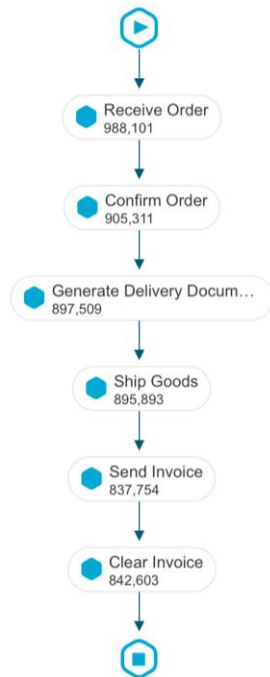 Receive Order
988,101
Confirm Order
905,311
Generate Delivery Docum...
897,509
Ship Goods
895,893
Send Invoice
837,754
Clear Invoice
842,603